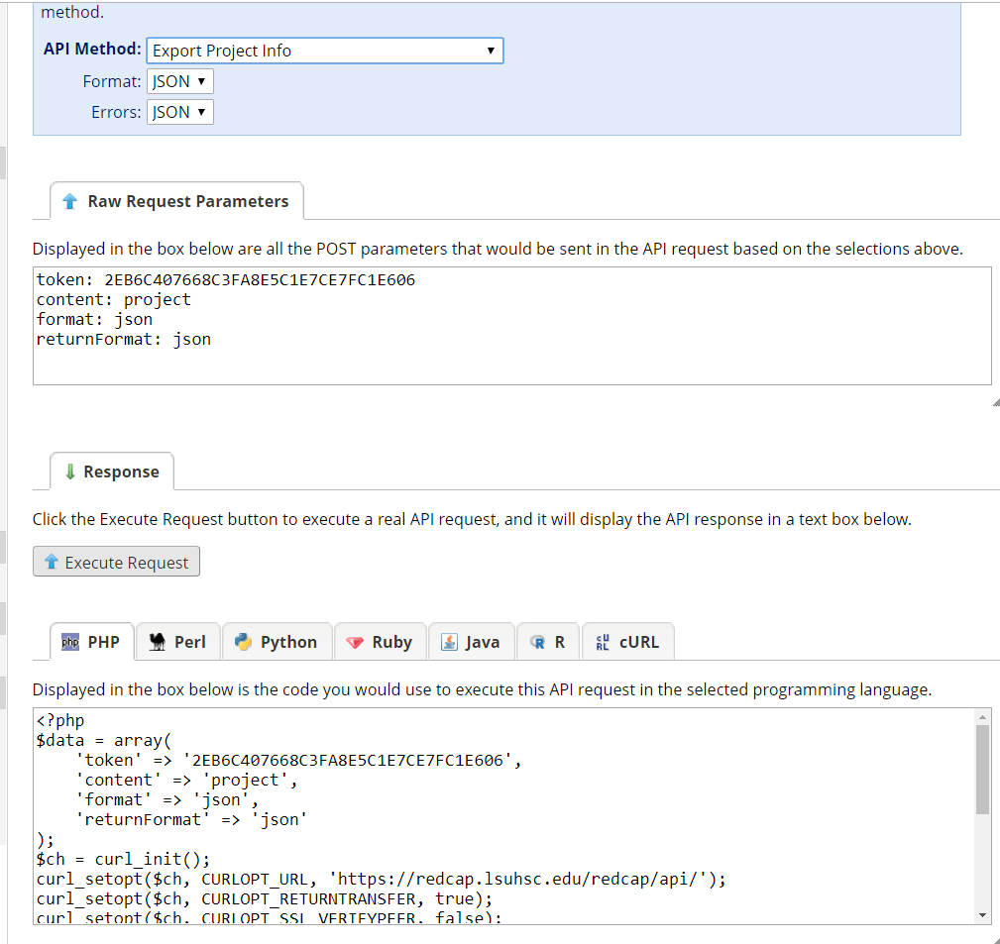 method.
API Method: Export Project Info
Format: JSON
Errors: JSON
Raw Request Parameters
Displayed in the box below are all the POST parameters that would be sent in the API request based on the selections above.
token: 2EB6C407668C3FA8E5C1E7CE7FC1E606
content: project
format: json
returnFormat: json
Response
Click the Execute Request button to execute a real API request, and it will display the API response in a text box below.
Execute Request
php PHP Perl Python Ruby Java R R cURL cURL
Displayed in the box below is the code you would use to execute this API request in the selected programming language.
<?php
$data = array(
    'token' => '2EB6C407668C3FA8E5C1E7CE7FC1E606',
    'content' => 'project',
    'format' => 'json',
    'returnFormat' => 'json'
);
$ch = curl_init();
curl_setopt($ch, CURLOPT_URL, 'https://redcap.lsuhsc.edu/redcap/api/');
curl_setopt($ch, CURLOPT_RETURNTRANSFER, true);
curl_setopt($ch, CURLOPT_SSL_VERIFYPEER, false);